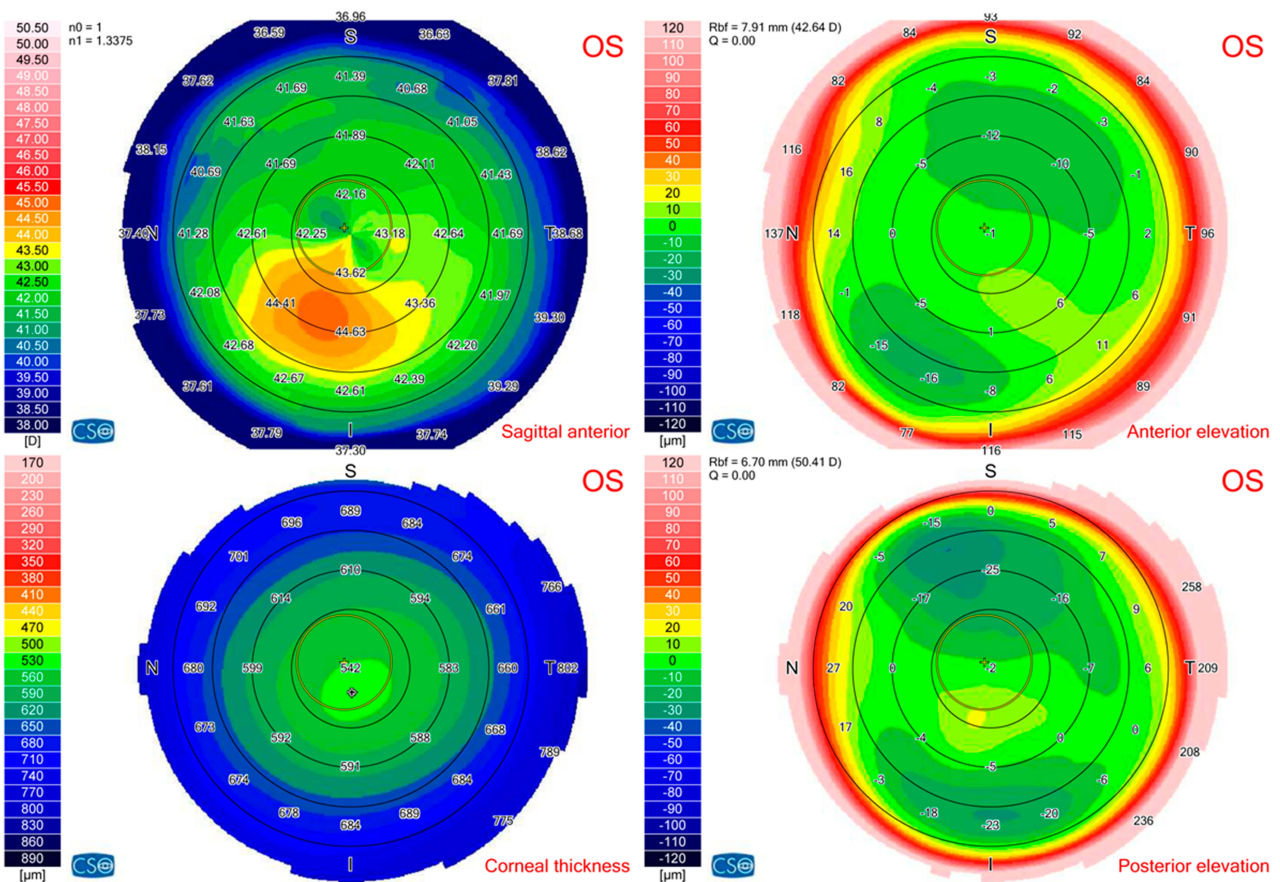 50.50
50.00
49.50
49.00
48.50
48.00
47.50
47.00
46.50
46.00
45.50
45.00
44.50
44.00
43.50
43.00
42.50
42.00
41.50
41.00
40.50
40.00
39.50
39.00
38.50
38.00
[D]
n0 = 1
n1 = 1.3375
OS
36.96
36.59 S 36.63
37.62 41.39 37.81
41.69 40.68
41.63 41.89 41.05
38.15 38.62
40.69 41.69 42.11 41.43
42.16
N 41.28 42.61 42.25 43.18 42.64 41.69 T 38.68
43.62
42.08 44.41 43.36 41.97
37.73 44.63 39.30
42.68 42.20
42.67 42.61 42.39
37.61 39.29
37.79 I 37.74
37.30
CSO
Sagittal anterior
120
110
100
90
80
70
60
50
40
30
20
10
0
-10
-20
-30
-40
-50
-60
-70
-80
-90
-100
-110
-120
[µm]
Rbf = 7.91 mm (42.64 D)
Q = 0.00
OS
93
84 S 92
82 -3 84
-4 -2
8 -12 -3
116 90
16 -5 -10 -1
137 N 14 0 -1 -5 2 T 96
-1 -5 6 6
118 1 91
-15 11
-16 -8 6
82 89
77 I 115
116
CSO
Anterior elevation
170
200
230
260
290
320
350
380
410
440
470
500
530
560
590
620
650
680
710
740
770
800
830
860
890
[µm]
OS
S
689
696 684
701 610 674
614 594 766
692 661
N 680 599 542 583 660 T 802
673 592 588 668
591 789
674 684
678 684 689
775
I
CSO
Corneal thickness
120
110
100
90
80
70
60
50
40
30
20
10
0
-10
-20
-30
-40
-50
-60
-70
-80
-90
-100
-110
-120
[µm]
Rbf = 6.70 mm (50.41 D)
Q = 0.00
OS
S
0
-15 5
-5 -25 7
-17 -16 258
20 9
N 27 0 -2 -7 6 T 209
17 -4 0 0
-5 208
-3 -6
-18 -23 -20
236
I
CSO
Posterior elevation